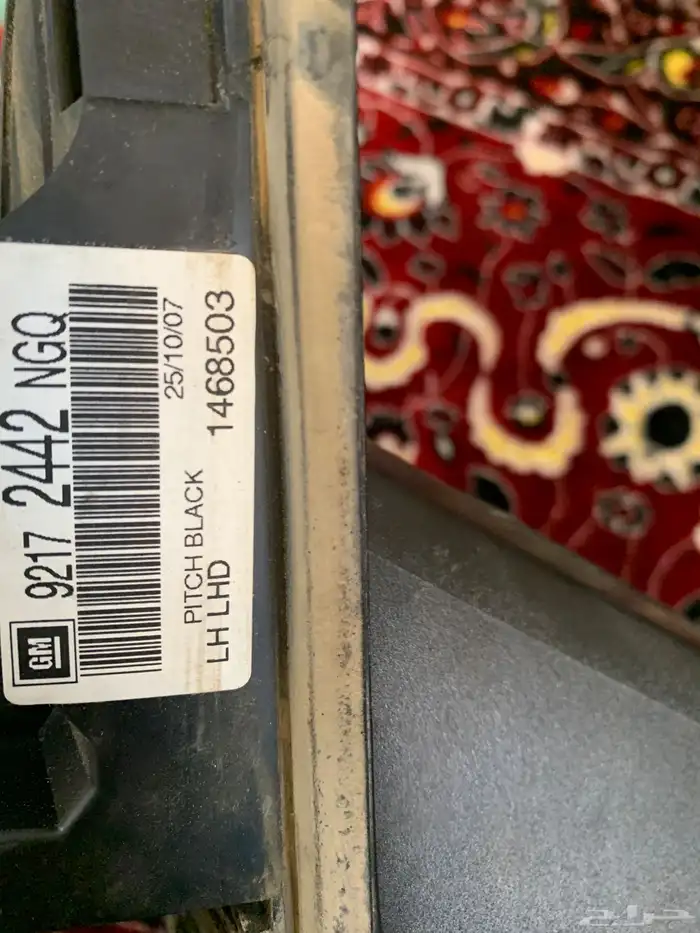 9217 2442 NGQ
25/10/07
PITCH BLACK
1468503
LH LHD
GM
حراج